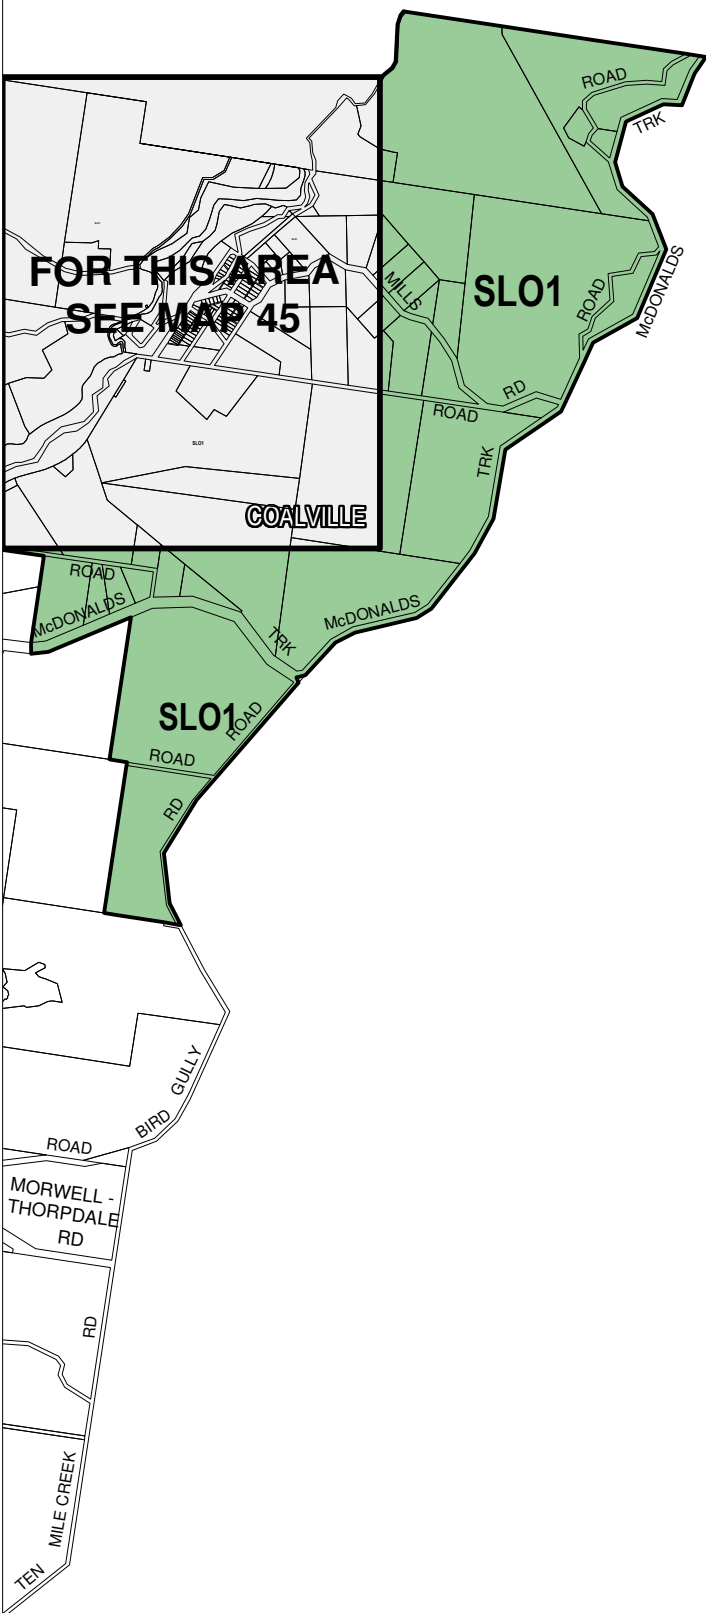 ROAD
TRK
McDONALDS
ROAD
MILLS
SLO1
FOR THIS AREA
SEE MAP 45
RD
ROAD
SLO1
TRK
COALVILLE
ROAD
McDONALDS
McDONALDS
TRK
SLO1
ROAD
ROAD
RD
GULLY
BIRD
ROAD
MORWELL -
THORPDALE
RD
RD
MILE CREEK
TEN